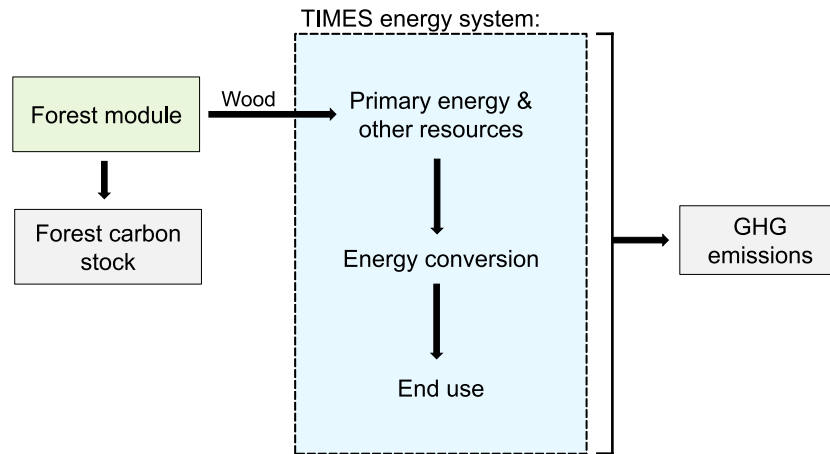 TIMES energy system:
Forest module
Wood
Primary energy &
other resources
Forest carbon
stock
Energy conversion
GHG
emissions
End use